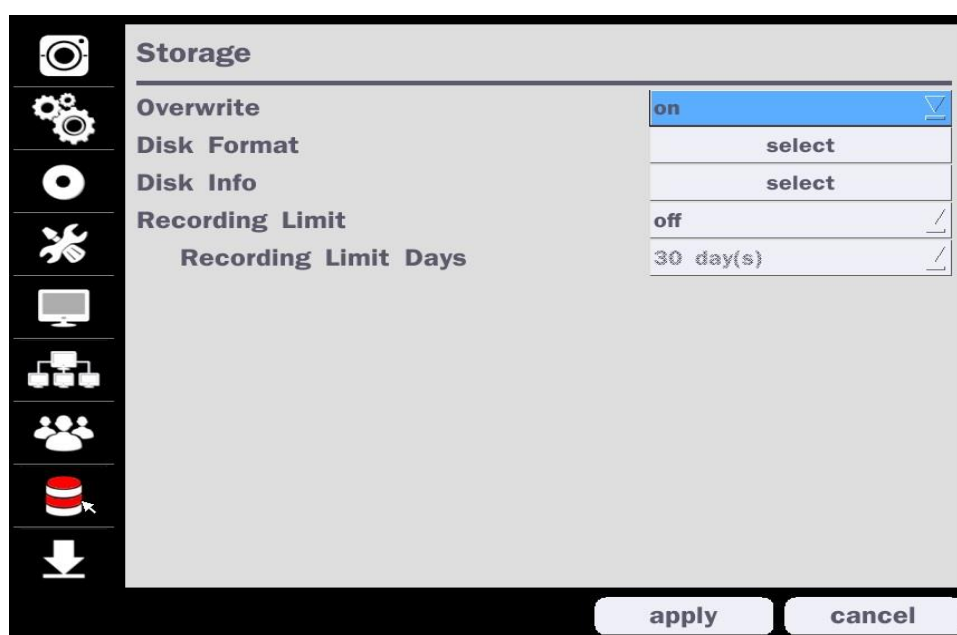 Storage
Overwrite on
Disk Format select
Disk Info select
Recording Limit off
Recording Limit Days 30 day(s)
apply cancel